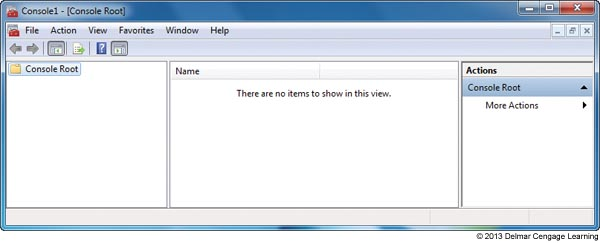 Console1 - [Console Root]
File Action View Favorites Window Help
Console Root
Name
There are no items to show in this view.
Actions
Console Root
More Actions
© 2013 Delmar Cengage Learning